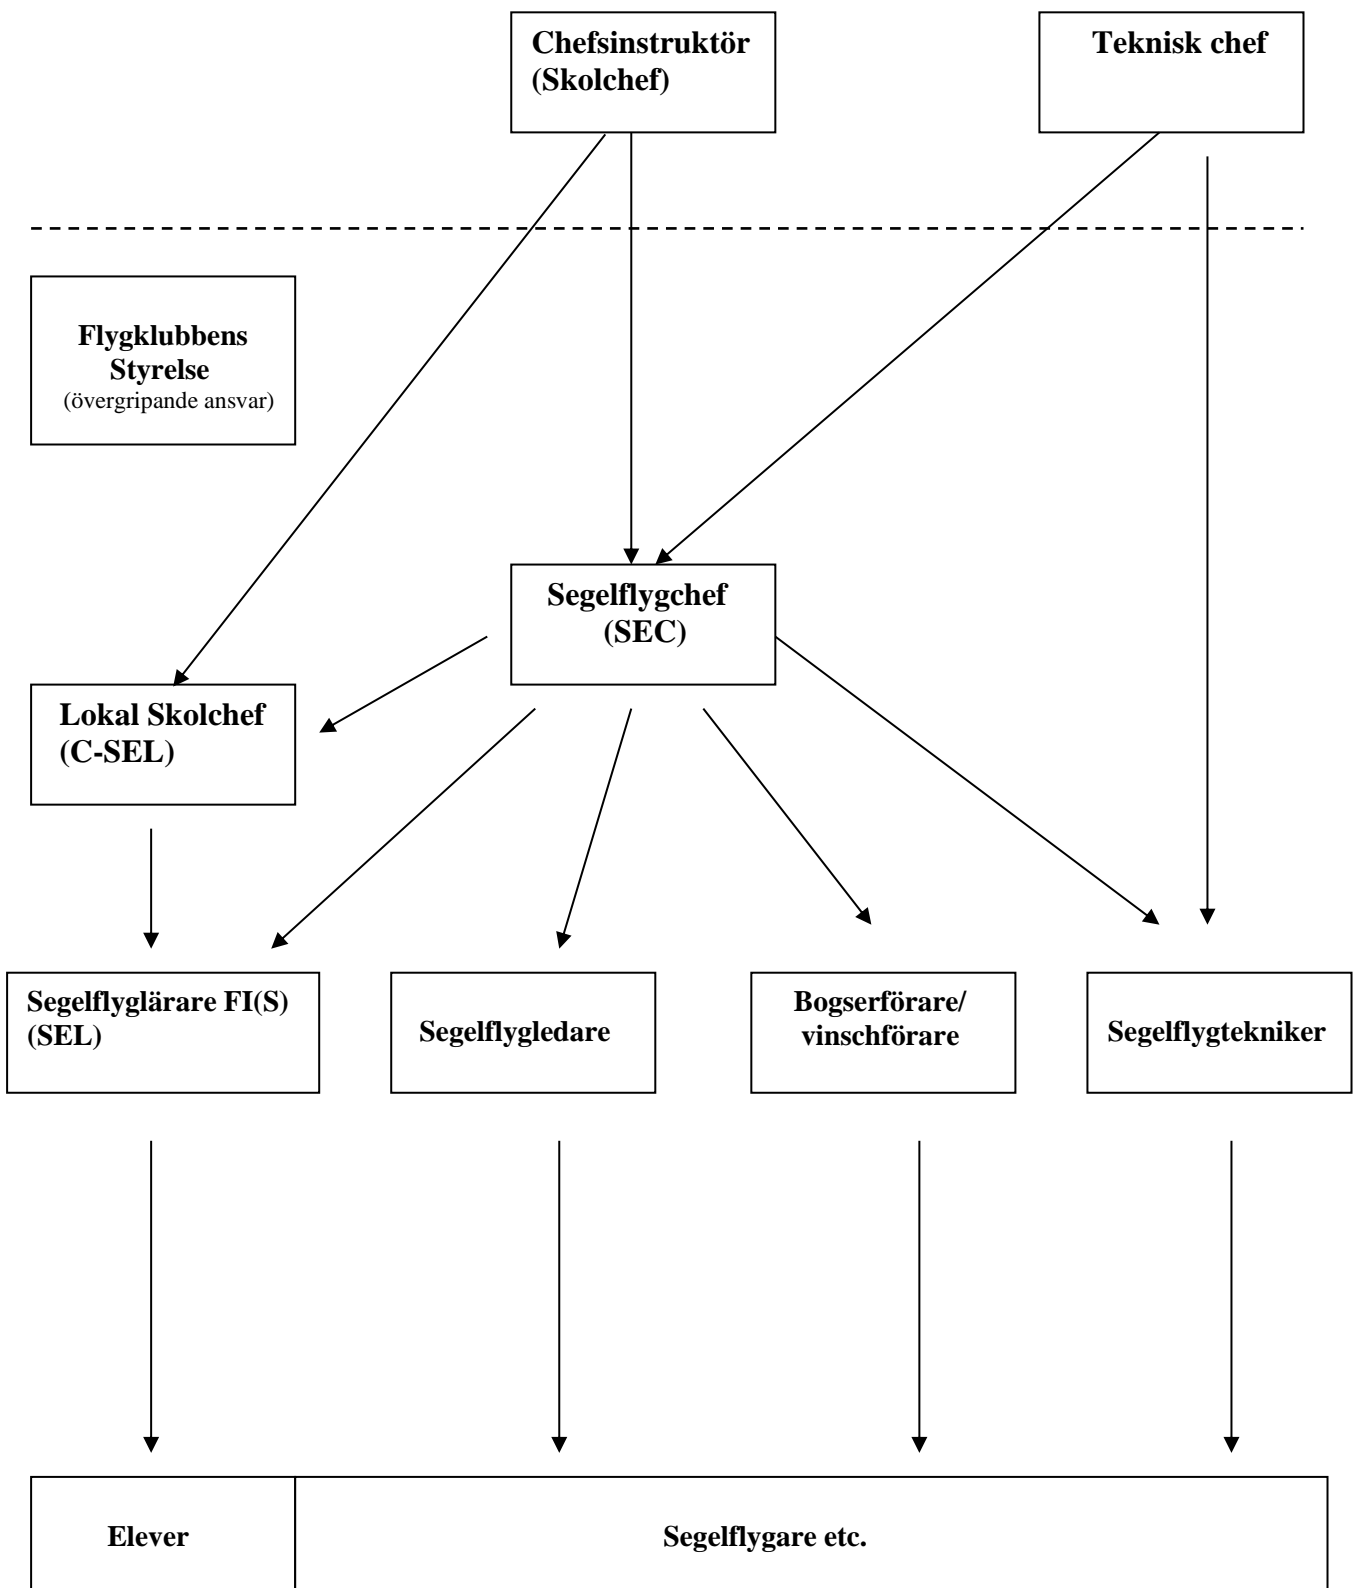 Chefsinstruktör
(Skolchef)
Teknisk chef
Flygklubbens
Styrelse
(övergripande ansvar)
Segelflygchef
(SEC)
Lokal Skolchef
(C-SEL)
Segelflyglärare FI(S)
(SEL)
Segelflygledare
Bogserförare/
vinschförare
Segelflygtekniker
Elever
Segelflygare etc.